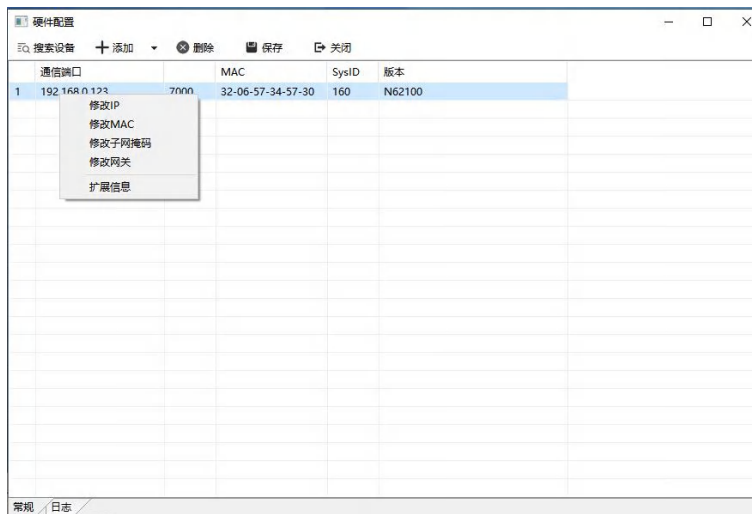 硬件配置
搜索设备 添加 删除 保存 关闭
通信端口 MAC SysID 版本
1 192.168.0.123 7000 32-06-57-34-57-30 160 N62100
修改IP
修改MAC
修改子网掩码
修改网关
扩展信息
常规 日志